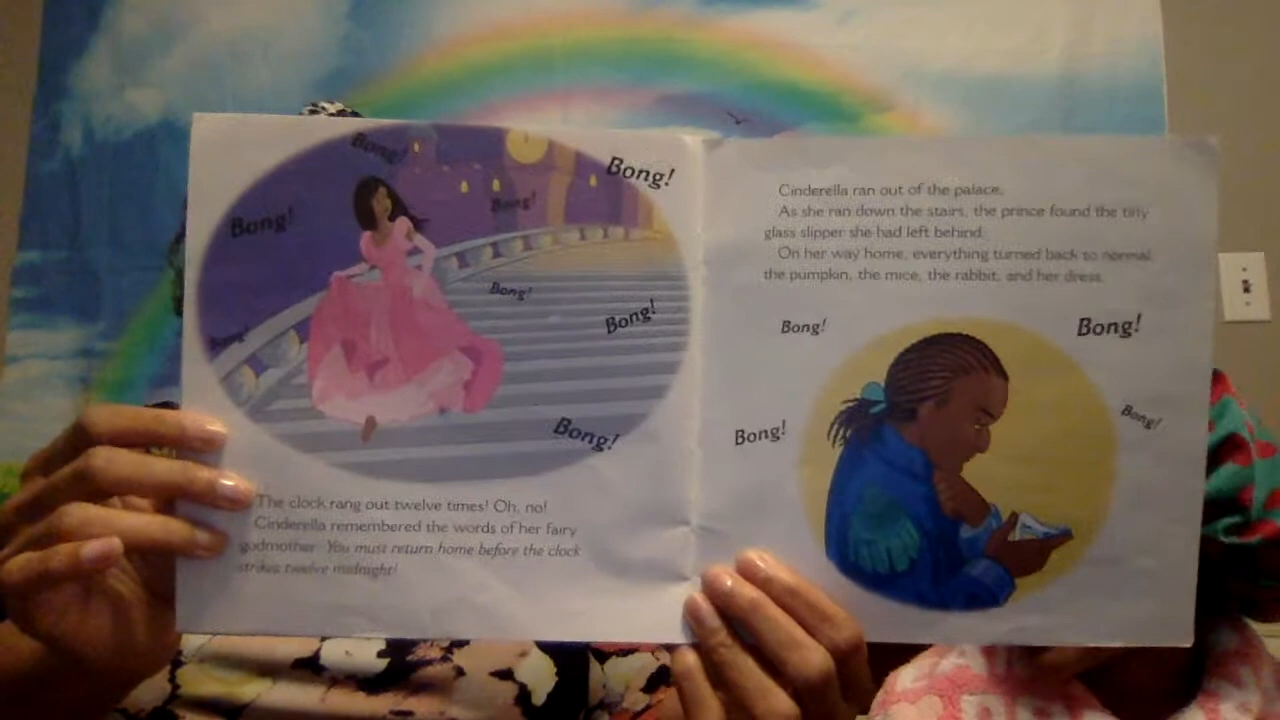 Bong!
Bong!
Bong!
Bong!
Bong!
Bong!
Bong!
Bong!
The clock rang out twelve times! Oh, no!
Cinderella remembered the words of her fairy
godmother: You must return home before the clock
strikes twelve midnight!
Cinderella ran out of the palace.
As she ran down the stairs, the prince found the tiny
glass slipper she had left behind.
On her way home, everything turned back to normal:
the pumpkin, the mice, the rabbit, and her dress.
Bong!
Bong!
Bong!
Bong!